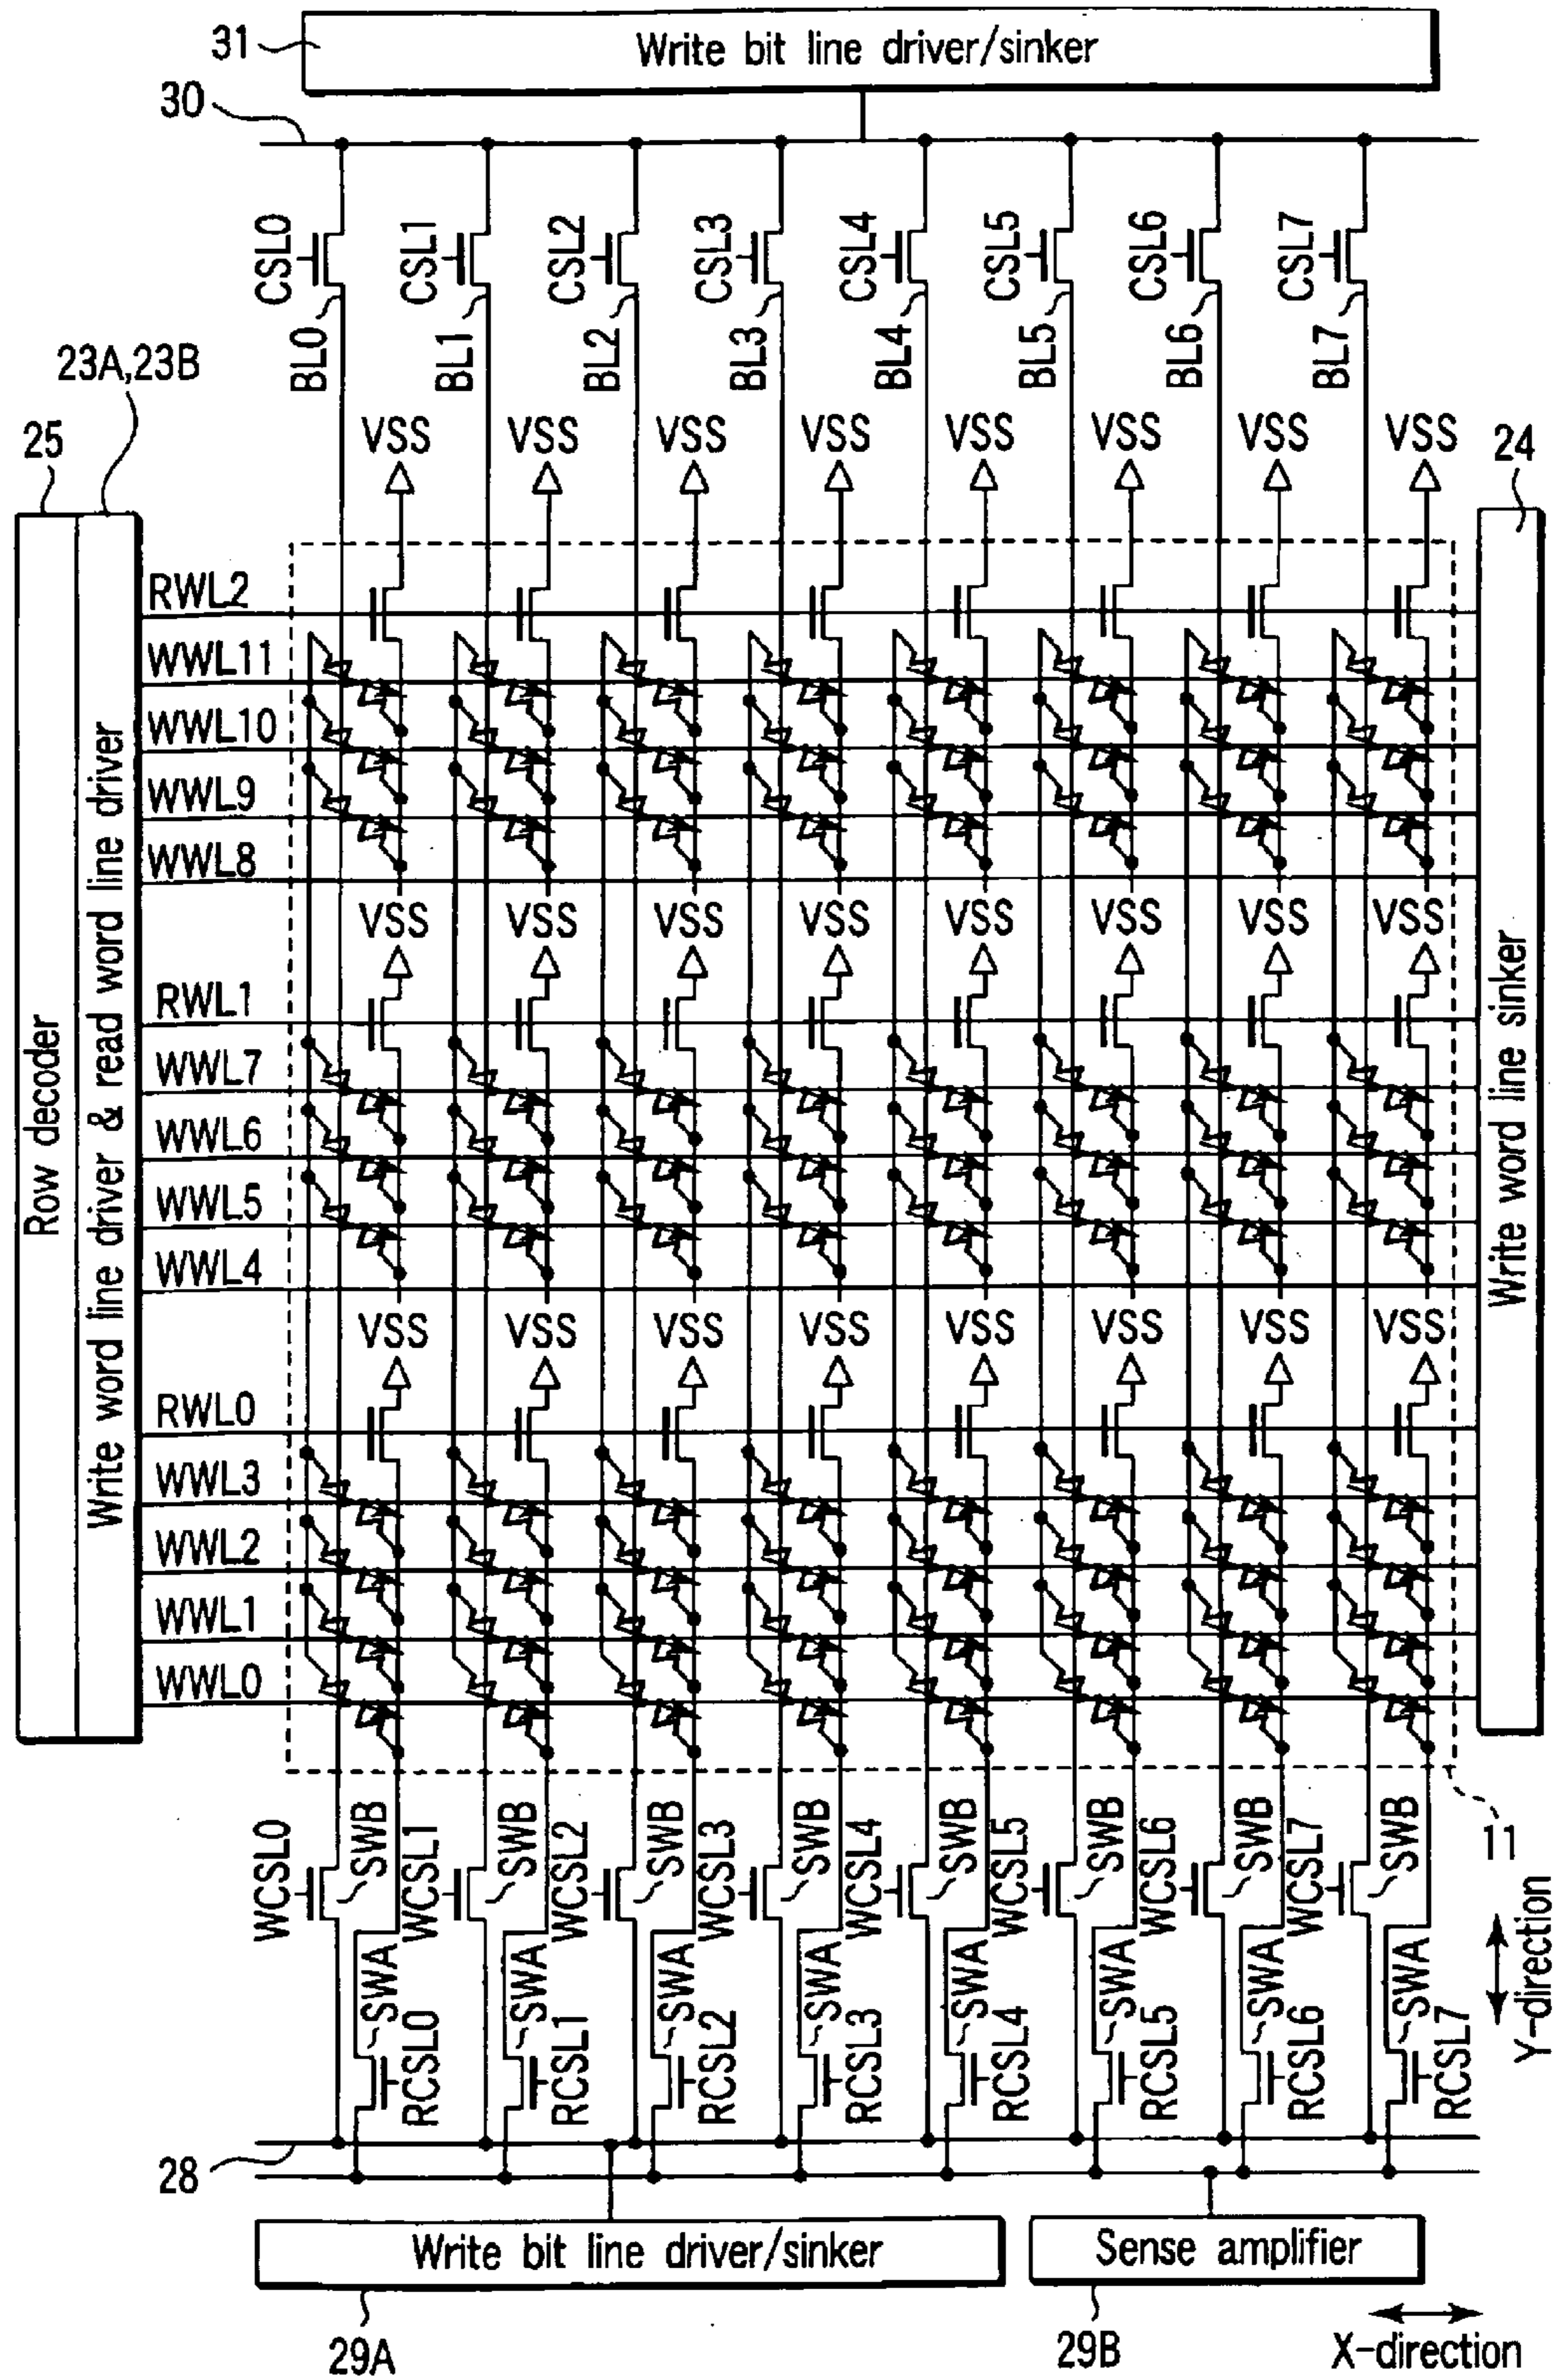 31
Write bit line driver/sinker
30
CSL0 CSL1 CSL2 CSL3 CSL4 CSL5 CSL6 CSL7
BL0 BL1 BL2 BL3 BL4 BL5 BL6 BL7
23A,23B
25
24
VSS VSS VSS VSS VSS VSS VSS VSS
RWL2
WWL11
WWL10
WWL9
WWL8
VSS VSS VSS VSS VSS VSS VSS VSS
RWL1
WWL7
WWL6
WWL5
WWL4
VSS VSS VSS VSS VSS VSS VSS VSS
RWL0
WWL3
WWL2
WWL1
WWL0
Row decoder
Write word line driver & read word line driver
Write word line sinker
11
WCSL0 SWB WCSL1 SWB WCSL2 SWB WCSL3 SWB WCSL4 SWB WCSL5 SWB WCSL6 SWB WCSL7 SWB
SWA SWA SWA SWA SWA SWA SWA SWA
RCSL0 RCSL1 RCSL2 RCSL3 RCSL4 RCSL5 RCSL6 RCSL7
Y-direction
28
Write bit line driver/sinker
Sense amplifier
29A
29B
X-direction